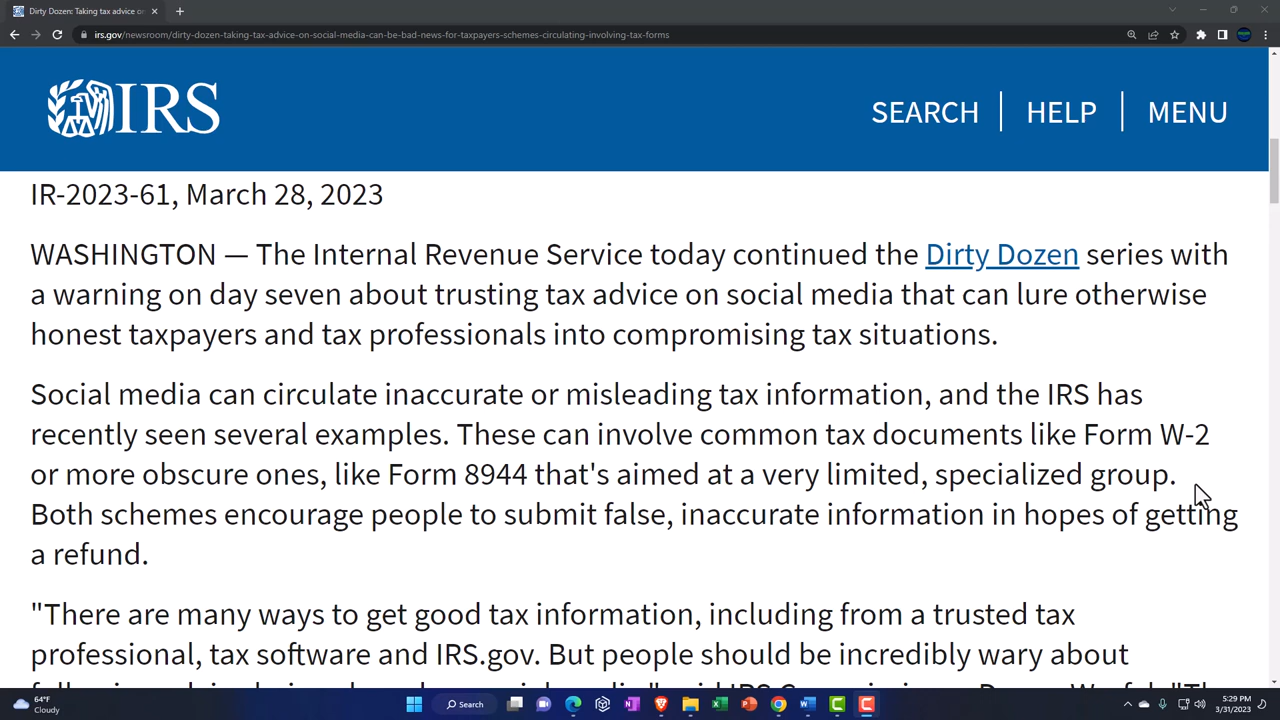 Dirty Dozen: Taking tax advice on
irs.gov/newsroom/dirty-dozen-taking-tax-advice-on-social-media-can-be-bad-news-for-taxpayers-schemes-circulating-involving-tax-forms
IRS
SEARCH
HELP
MENU
IR-2023-61, March 28, 2023
WASHINGTON — The Internal Revenue Service today continued the Dirty Dozen series with
a warning on day seven about trusting tax advice on social media that can lure otherwise
honest taxpayers and tax professionals into compromising tax situations.
Social media can circulate inaccurate or misleading tax information, and the IRS has
recently seen several examples. These can involve common tax documents like Form W-2
or more obscure ones, like Form 8944 that's aimed at a very limited, specialized group.
Both schemes encourage people to submit false, inaccurate information in hopes of getting
a refund.
"There are many ways to get good tax information, including from a trusted tax
professional, tax software and IRS.gov. But people should be incredibly wary about
64°F
Cloudy
Search
5:29 PM
3/31/2023